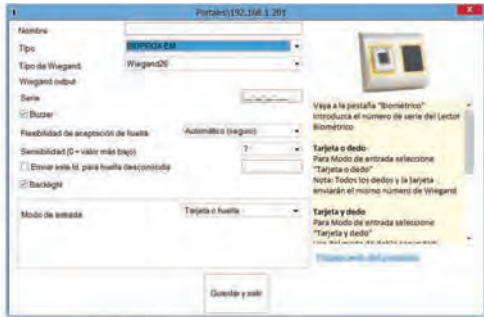 Portales\192.168.1.201
Nombre
Tipo BIOPROX-EM
Tipo de Wiegand Wiegand26
Wiegand output
Serie
Buzzer
Flexibilidad de aceptación de huella Automático (seguro)
Sensibilidad (0 = valor más bajo) 7
Enviar este Id. para huella desconocida
Backlight
Modo de entrada Tarjeta o huella
Guardar y salir
Vaya a la pestaña "Biométrico"
Introduzca el número de serie del Lector
Biométrico
Tarjeta o dedo
Para Modo de entrada seleccione
"Tarjeta o dedo"
Nota: Todos los dedos y la tarjeta
enviarán el mismo número de Wiegand
Tarjeta y dedo
Para Modo de entrada seleccione
"Tarjeta y dedo"